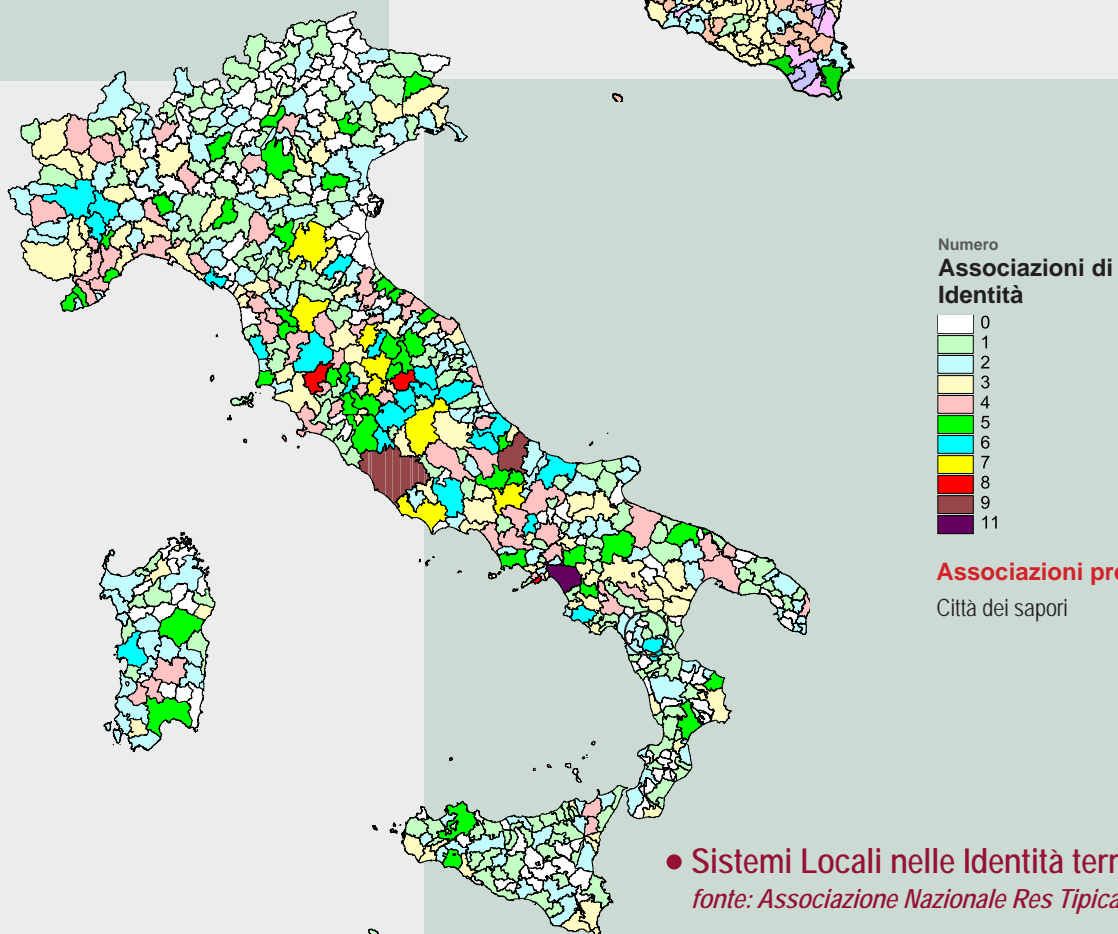 Numero
Associazioni di
Identità
0
1
2
3
4
5
6
7
8
9
11
Associazioni pre
Città dei sapori
• Sistemi Locali nelle Identità terr
fonte: Associazione Nazionale Res Tipica